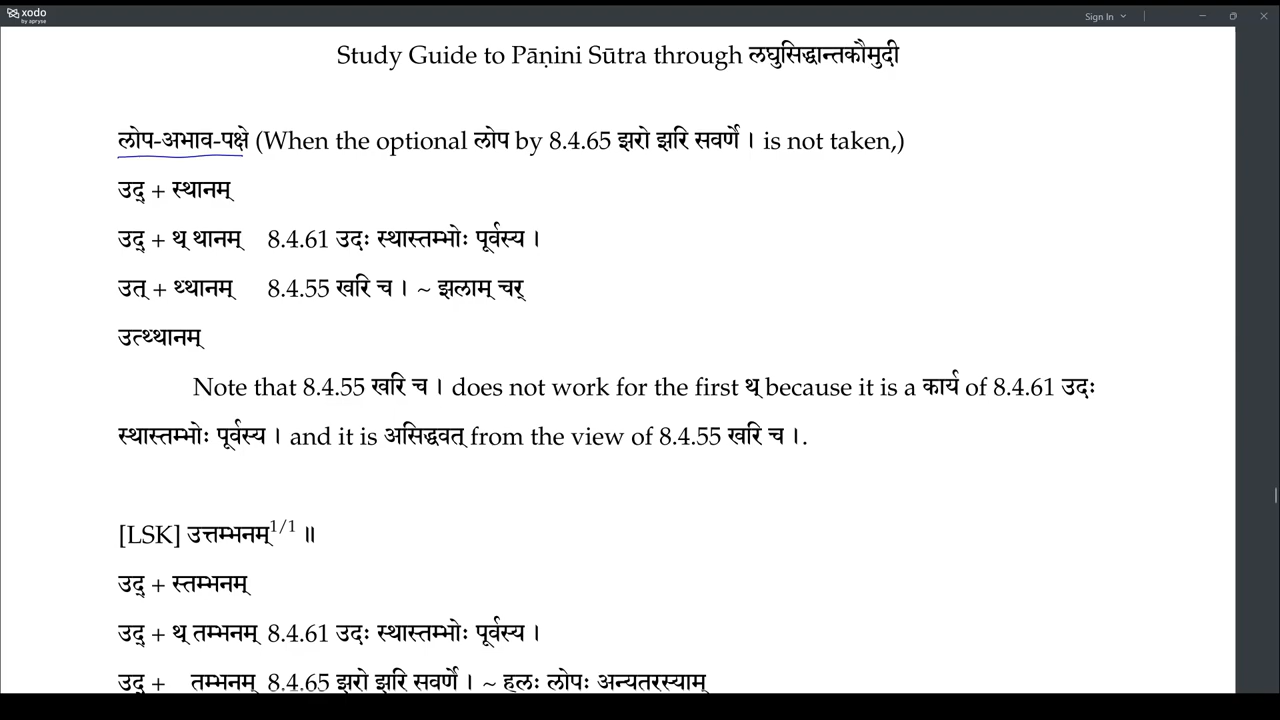 xodo
by apryse
Sign In
Study Guide to Pāṇini Sūtra through लघुसिद्धान्तकौमुदी
लोप-अभाव-पक्षे (When the optional लोप by 8.4.65 झरो झरि सवर्णे । is not taken,)
उद् + स्थानम्
उद् + थ् थानम् 8.4.61 उदः स्थास्तम्भोः पूर्वस्य ।
उत् + थ्थानम् 8.4.55 खरि च । ~ झलाम् चर्
उत्थ्थानम्
Note that 8.4.55 खरि च । does not work for the first थ् because it is a कार्य of 8.4.61 उदः
स्थास्तम्भोः पूर्वस्य । and it is असिद्धवत् from the view of 8.4.55 खरि च ।.
[LSK] उत्तम्भनम्1/1 ॥
उद् + स्तम्भनम्
उद् + थ् तम्भनम् 8.4.61 उदः स्थास्तम्भोः पूर्वस्य ।
उद् + तम्भनम् 8.4.65 झरो झरि सवर्णे । ~ हलः लोपः अन्यतरस्याम्